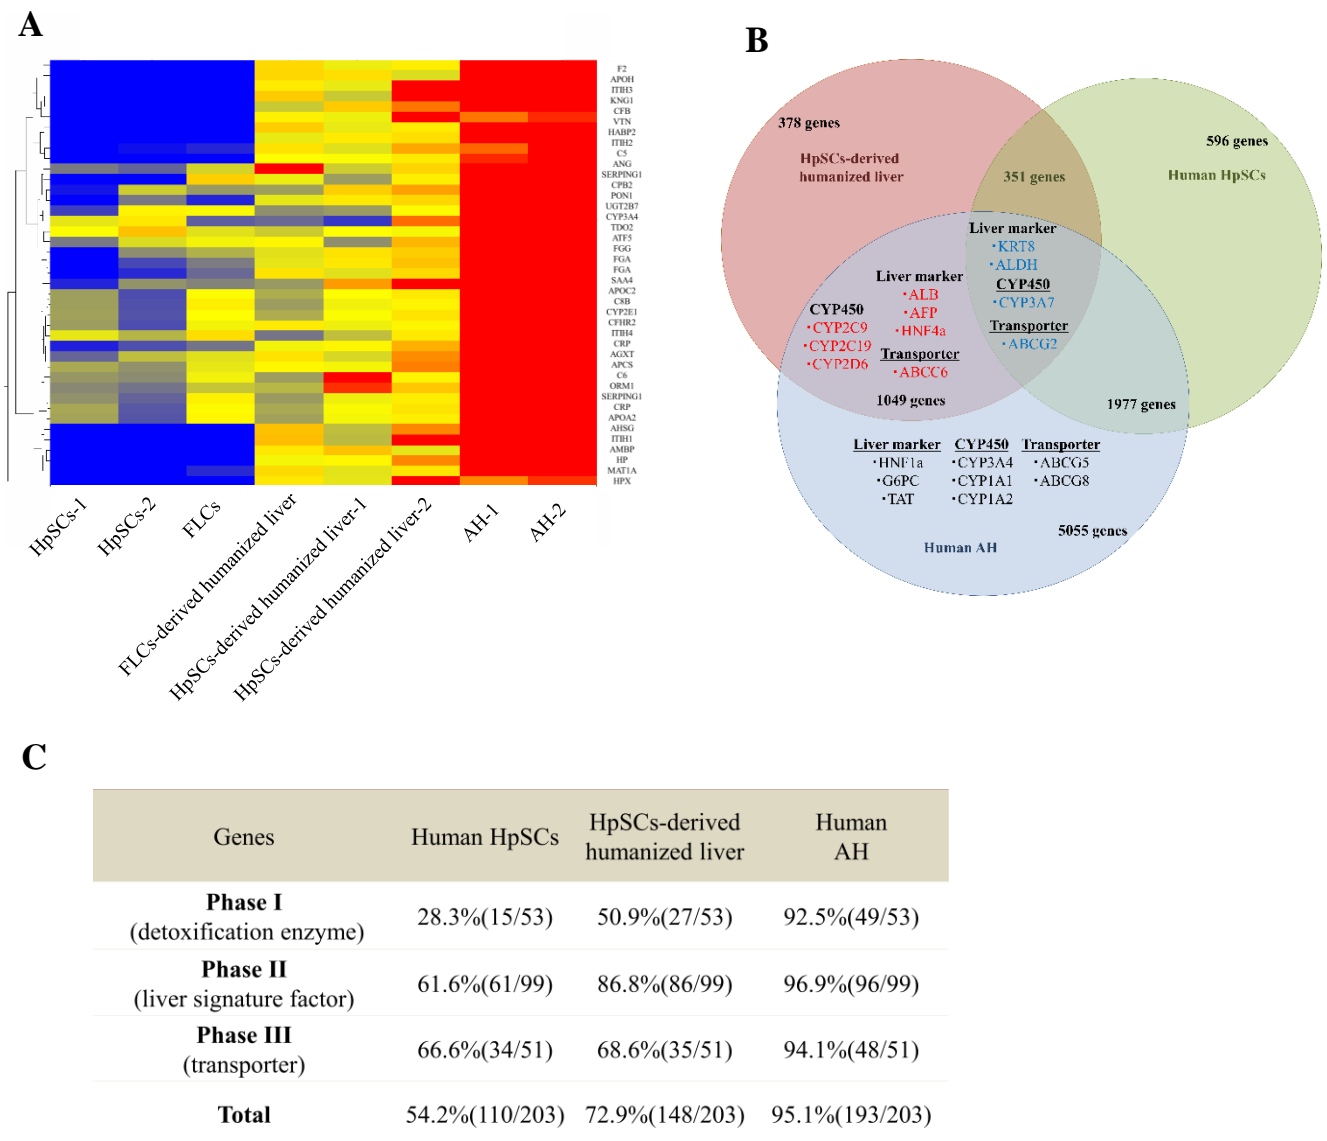 A
F2
APOH
ITIH3
KNG1
CFB
VTN
HABP2
ITIH2
C5
ANG
SERPING1
CPB2
PON1
UGT2B7
CYP3A4
TDO2
ATF5
FGG
FGA
FGA
SAA4
APOC2
C8B
CYP2E1
CFHR2
ITIH4
CRP
AGXT
APCS
C6
ORM1
SERPING1
CRP
APOA2
AHSG
ITIH1
AMBP
HP
MAT1A
HPX
HpSCs-1
HpSCs-2
FLCs
FLCs-derived humanized liver
HpSCs-derived humanized liver-1
HpSCs-derived humanized liver-2
AH-1
AH-2
B
378 genes
HpSCs-derived
humanized liver
351 genes
596 genes
Human HpSCs
Liver marker
・KRT8
・ALDH
CYP450
・CYP3A7
Transporter
・ABCG2
Liver marker
・ALB
・AFP
・HNF4a
Transporter
・ABCC6
CYP450
・CYP2C9
・CYP2C19
・CYP2D6
1049 genes
1977 genes
Liver marker CYP450 Transporter
・HNF1a ・CYP3A4 ・ABCG5
・G6PC ・CYP1A1 ・ABCG8
・TAT ・CYP1A2
5055 genes
Human AH
C
Genes Human HpSCs HpSCs-derived humanized liver Human AH
Phase I
(detoxification enzyme) 28.3%(15/53) 50.9%(27/53) 92.5%(49/53)
Phase II
(liver signature factor) 61.6%(61/99) 86.8%(86/99) 96.9%(96/99)
Phase III
(transporter) 66.6%(34/51) 68.6%(35/51) 94.1%(48/51)
Total 54.2%(110/203) 72.9%(148/203) 95.1%(193/203)